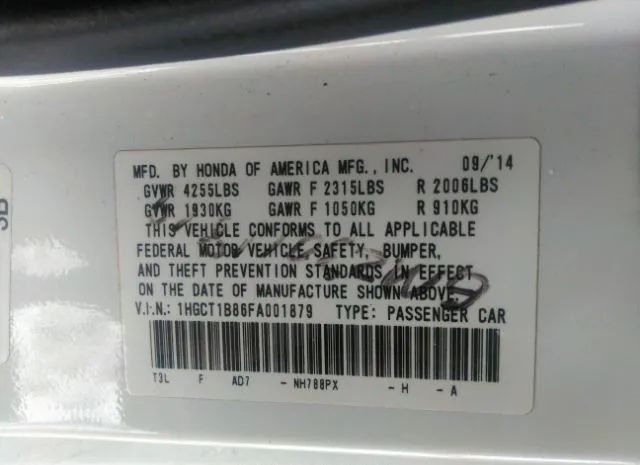 MFD. BY HONDA OF AMERICA MFG., INC. 09/'14
GVWR 4255LBS GAWR F 2315LBS R 2006LBS
GVWR 1930KG GAWR F 1050KG R 910KG
THIS VEHICLE CONFORMS TO ALL APPLICABLE
FEDERAL MOTOR VEHICLE SAFETY, BUMPER,
AND THEFT PREVENTION STANDARDS IN EFFECT
ON THE DATE OF MANUFACTURE SHOWN ABOVE.
V.I.N.: 1HGCT1B86FA001879 TYPE: PASSENGER CAR
T3L F AD7 - NH788PX - H - A